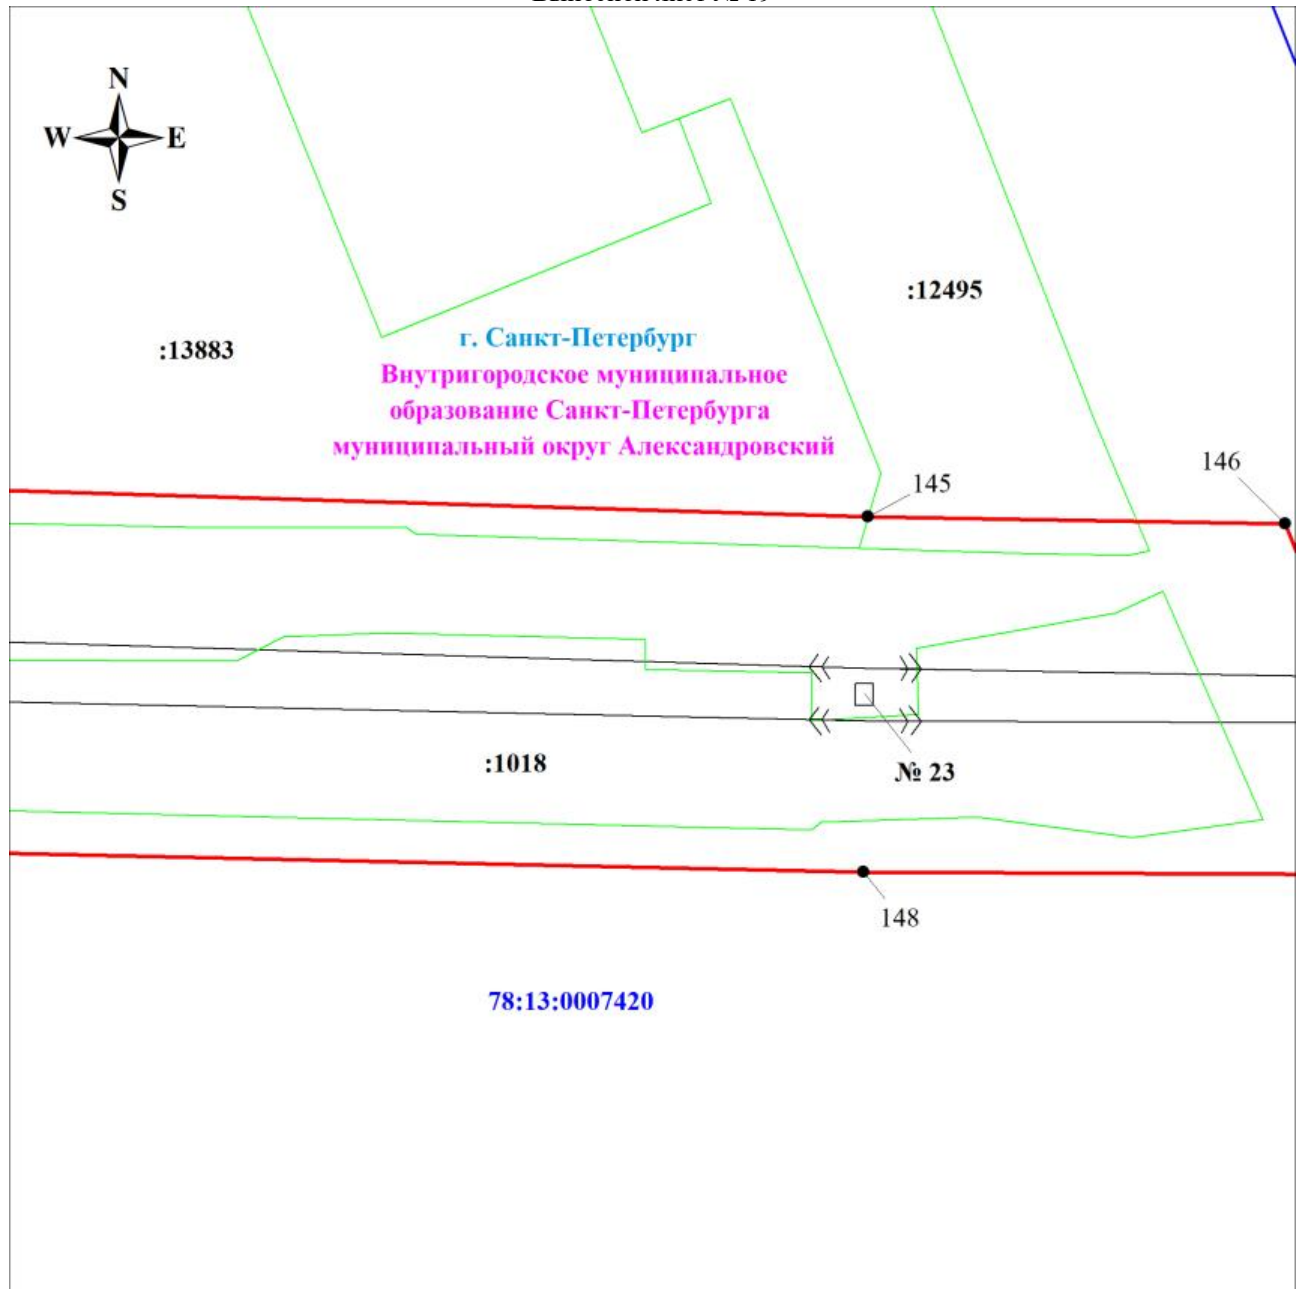 N
W E
S
:12495
г. Санкт-Петербург
:13883
Внутригородское муниципальное
образование Санкт-Петербурга
муниципальный округ Александровский
146
145
:1018
№ 23
148
78:13:0007420